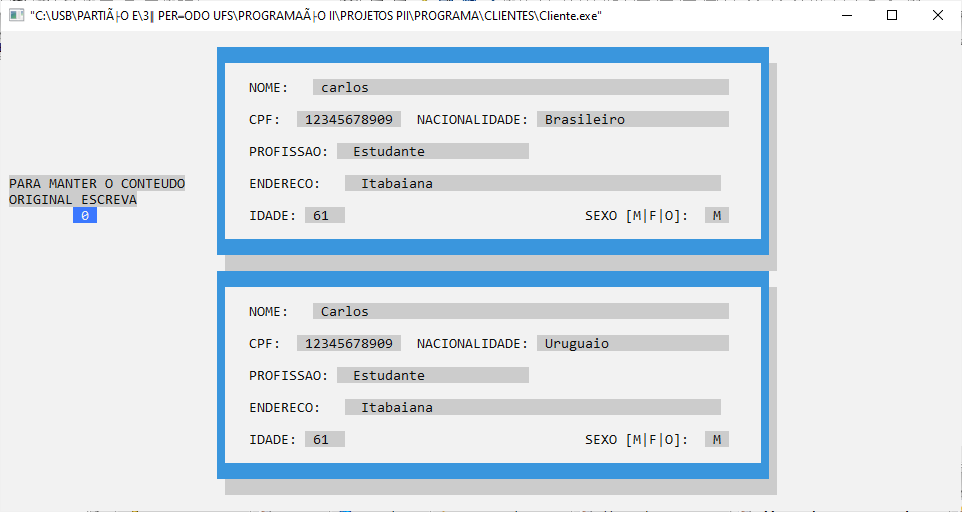 "C:\USB\PARTIÃ├O E\3‖ PER=ODO UFS\PROGRAMAÃ├O II\PROJETOS PII\PROGRAMA\CLIENTES\Cliente.exe"
NOME: carlos
CPF: 12345678909 NACIONALIDADE: Brasileiro
PROFISSAO: Estudante
PARA MANTER O CONTEUDO
ORIGINAL ESCREVA
0
ENDERECO: Itabaiana
IDADE: 61 SEXO [M|F|O]: M
NOME: Carlos
CPF: 12345678909 NACIONALIDADE: Uruguaio
PROFISSAO: Estudante
ENDERECO: Itabaiana
IDADE: 61 SEXO [M|F|O]: M